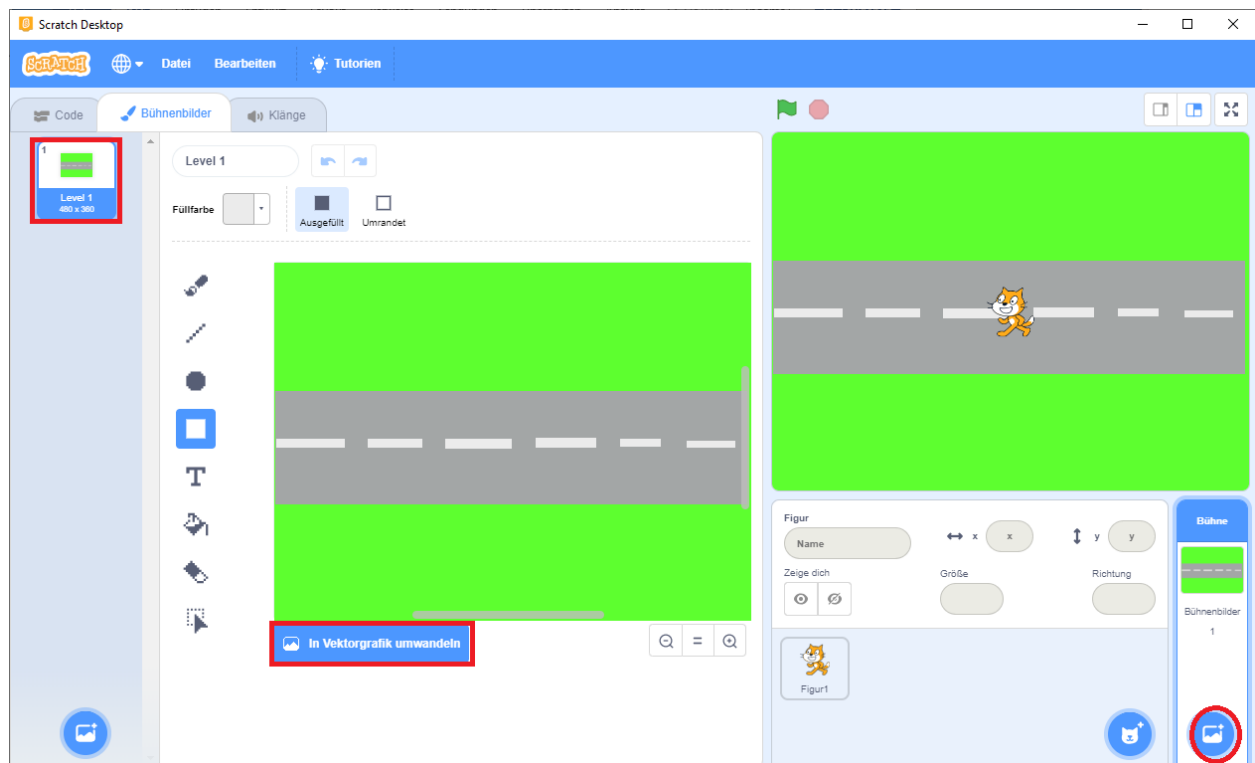 Scratch Desktop
SCRATCH
Datei Bearbeiten Tutorien
Code Bühnenbilder Klänge
1
Level 1
480 x 360
Level 1
Füllfarbe
Ausgefüllt Umrandet
T
In Vektorgrafik umwandeln
=
Figur
Name
x x
y y
Zeige dich
Größe
Richtung
Figur1
Bühne
Bühnenbilder
1